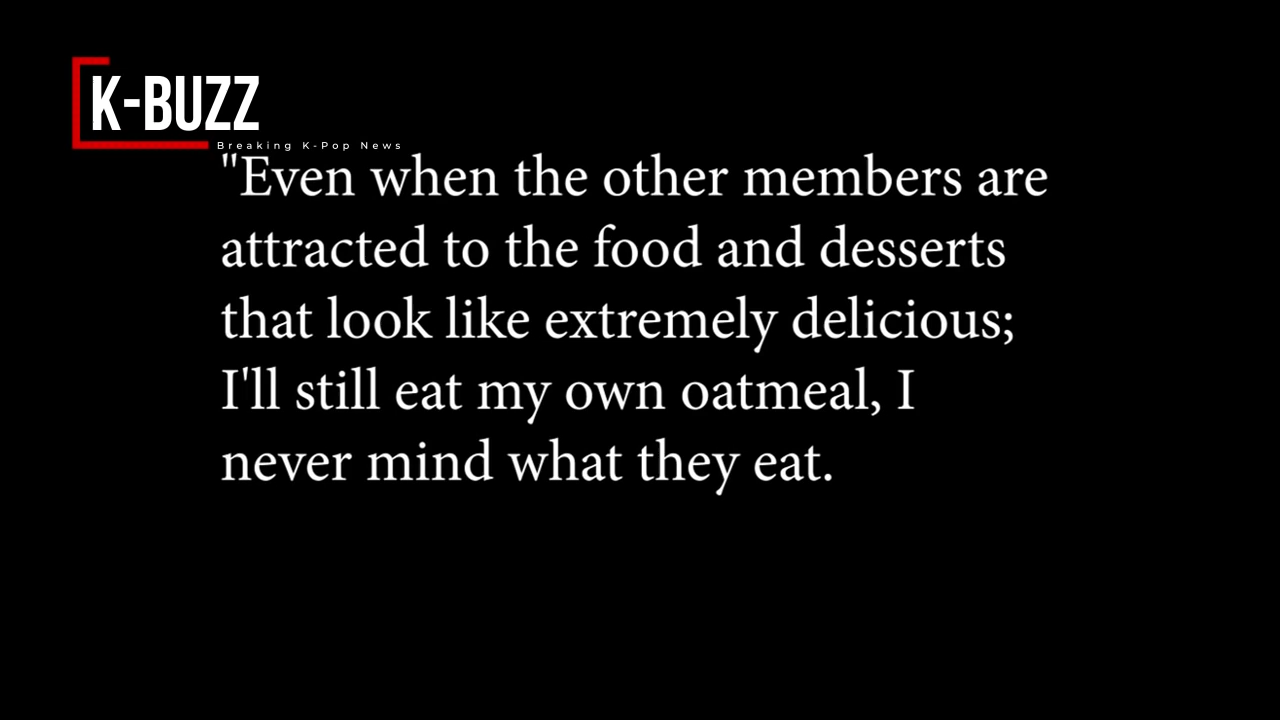 K-BUZZ
Breaking K-Pop News
"Even when the other members are
attracted to the food and desserts
that look like extremely delicious;
I'll still eat my own oatmeal, I
never mind what they eat.